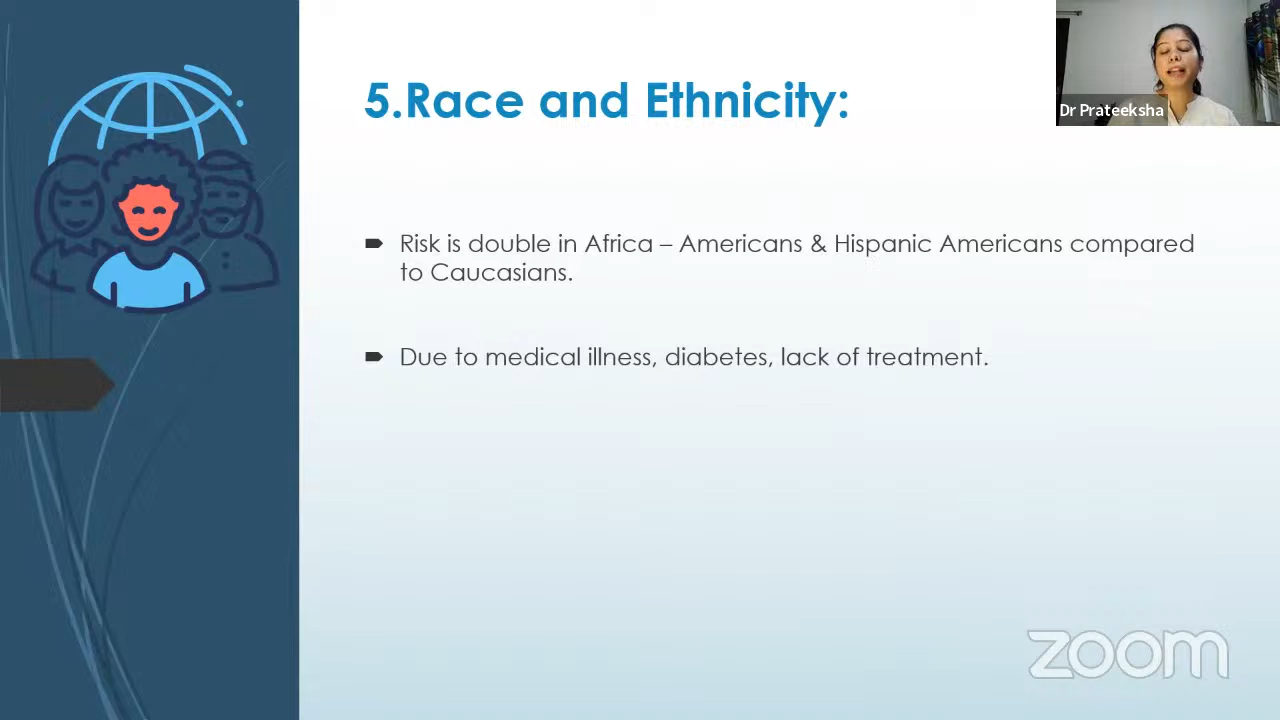 5.Race and Ethnicity:
Dr Prateeksha
Risk is double in Africa – Americans & Hispanic Americans compared
to Caucasians.
Due to medical illness, diabetes, lack of treatment.
zoom